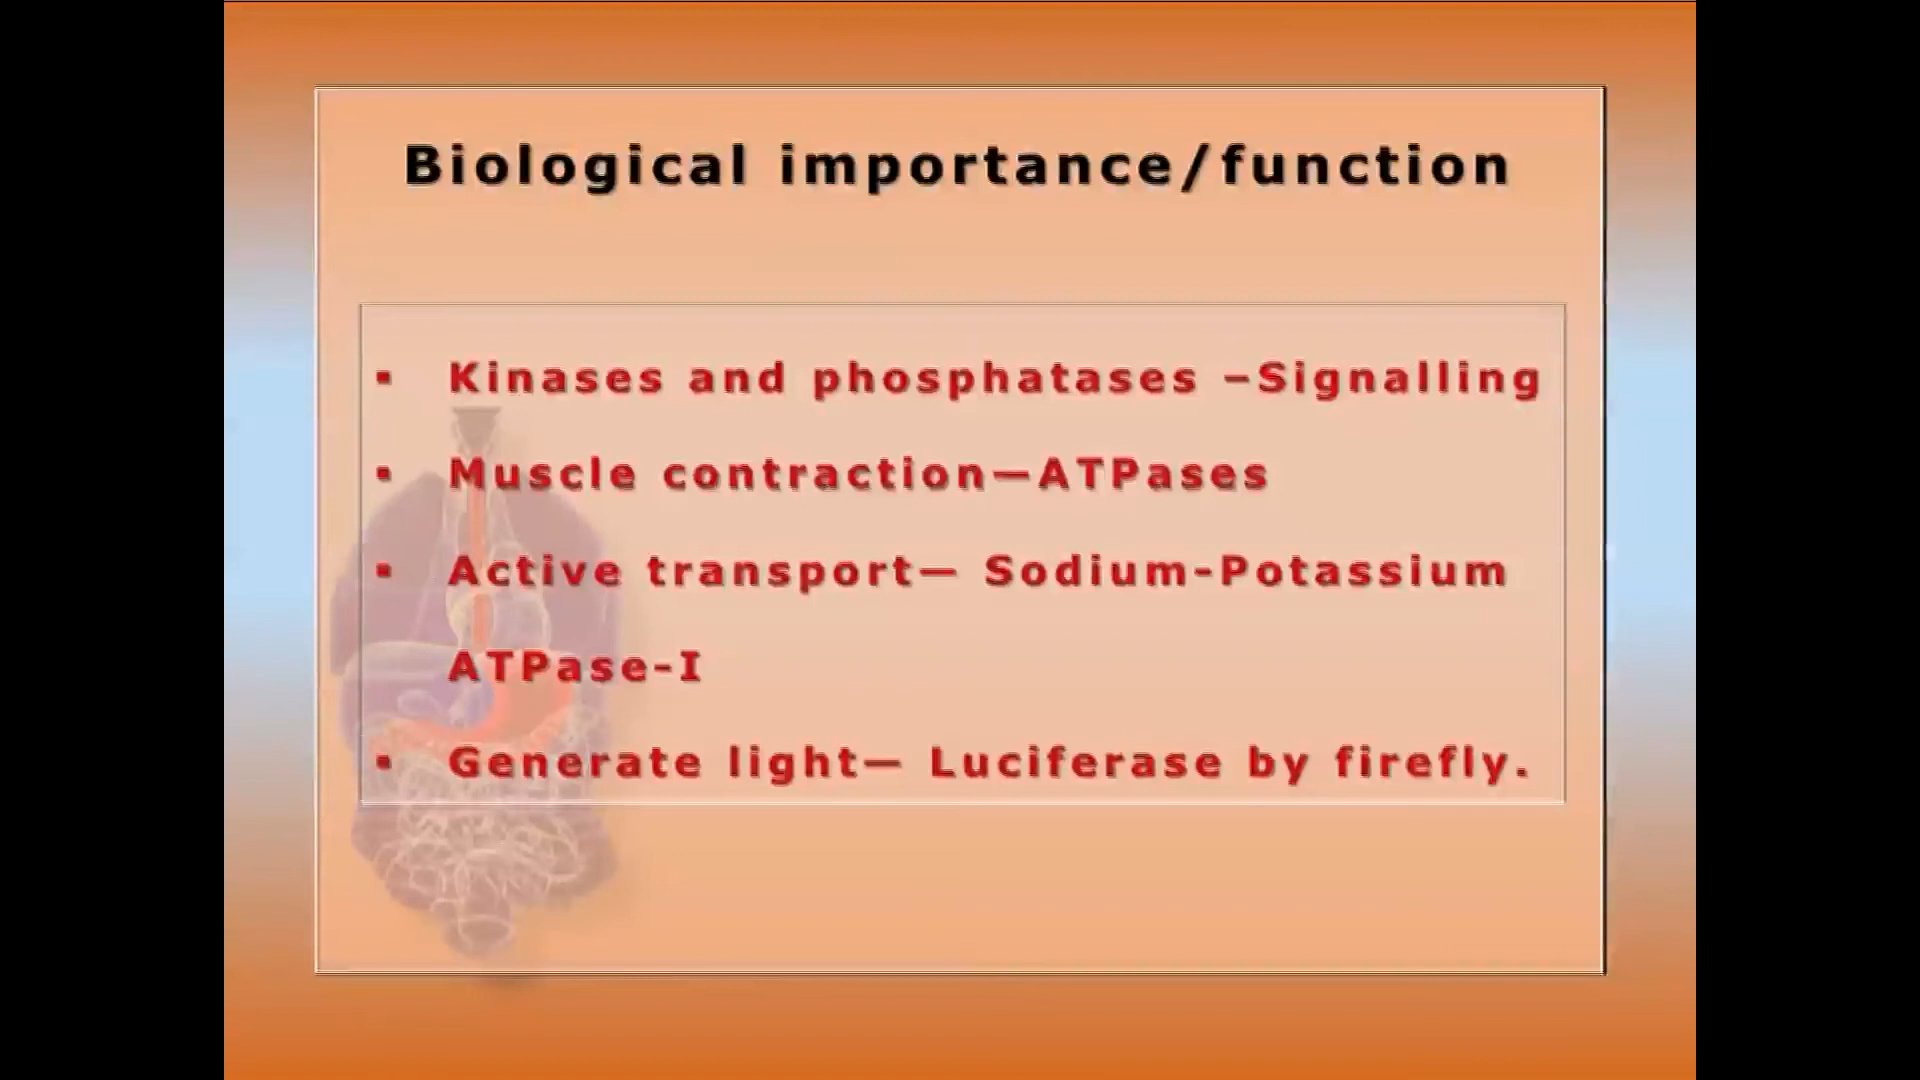 Biological importance/function
▪ Kinases and phosphatases –Signalling
▪ Muscle contraction—ATPases
▪ Active transport— Sodium-Potassium
ATPase-I
▪ Generate light— Luciferase by firefly.